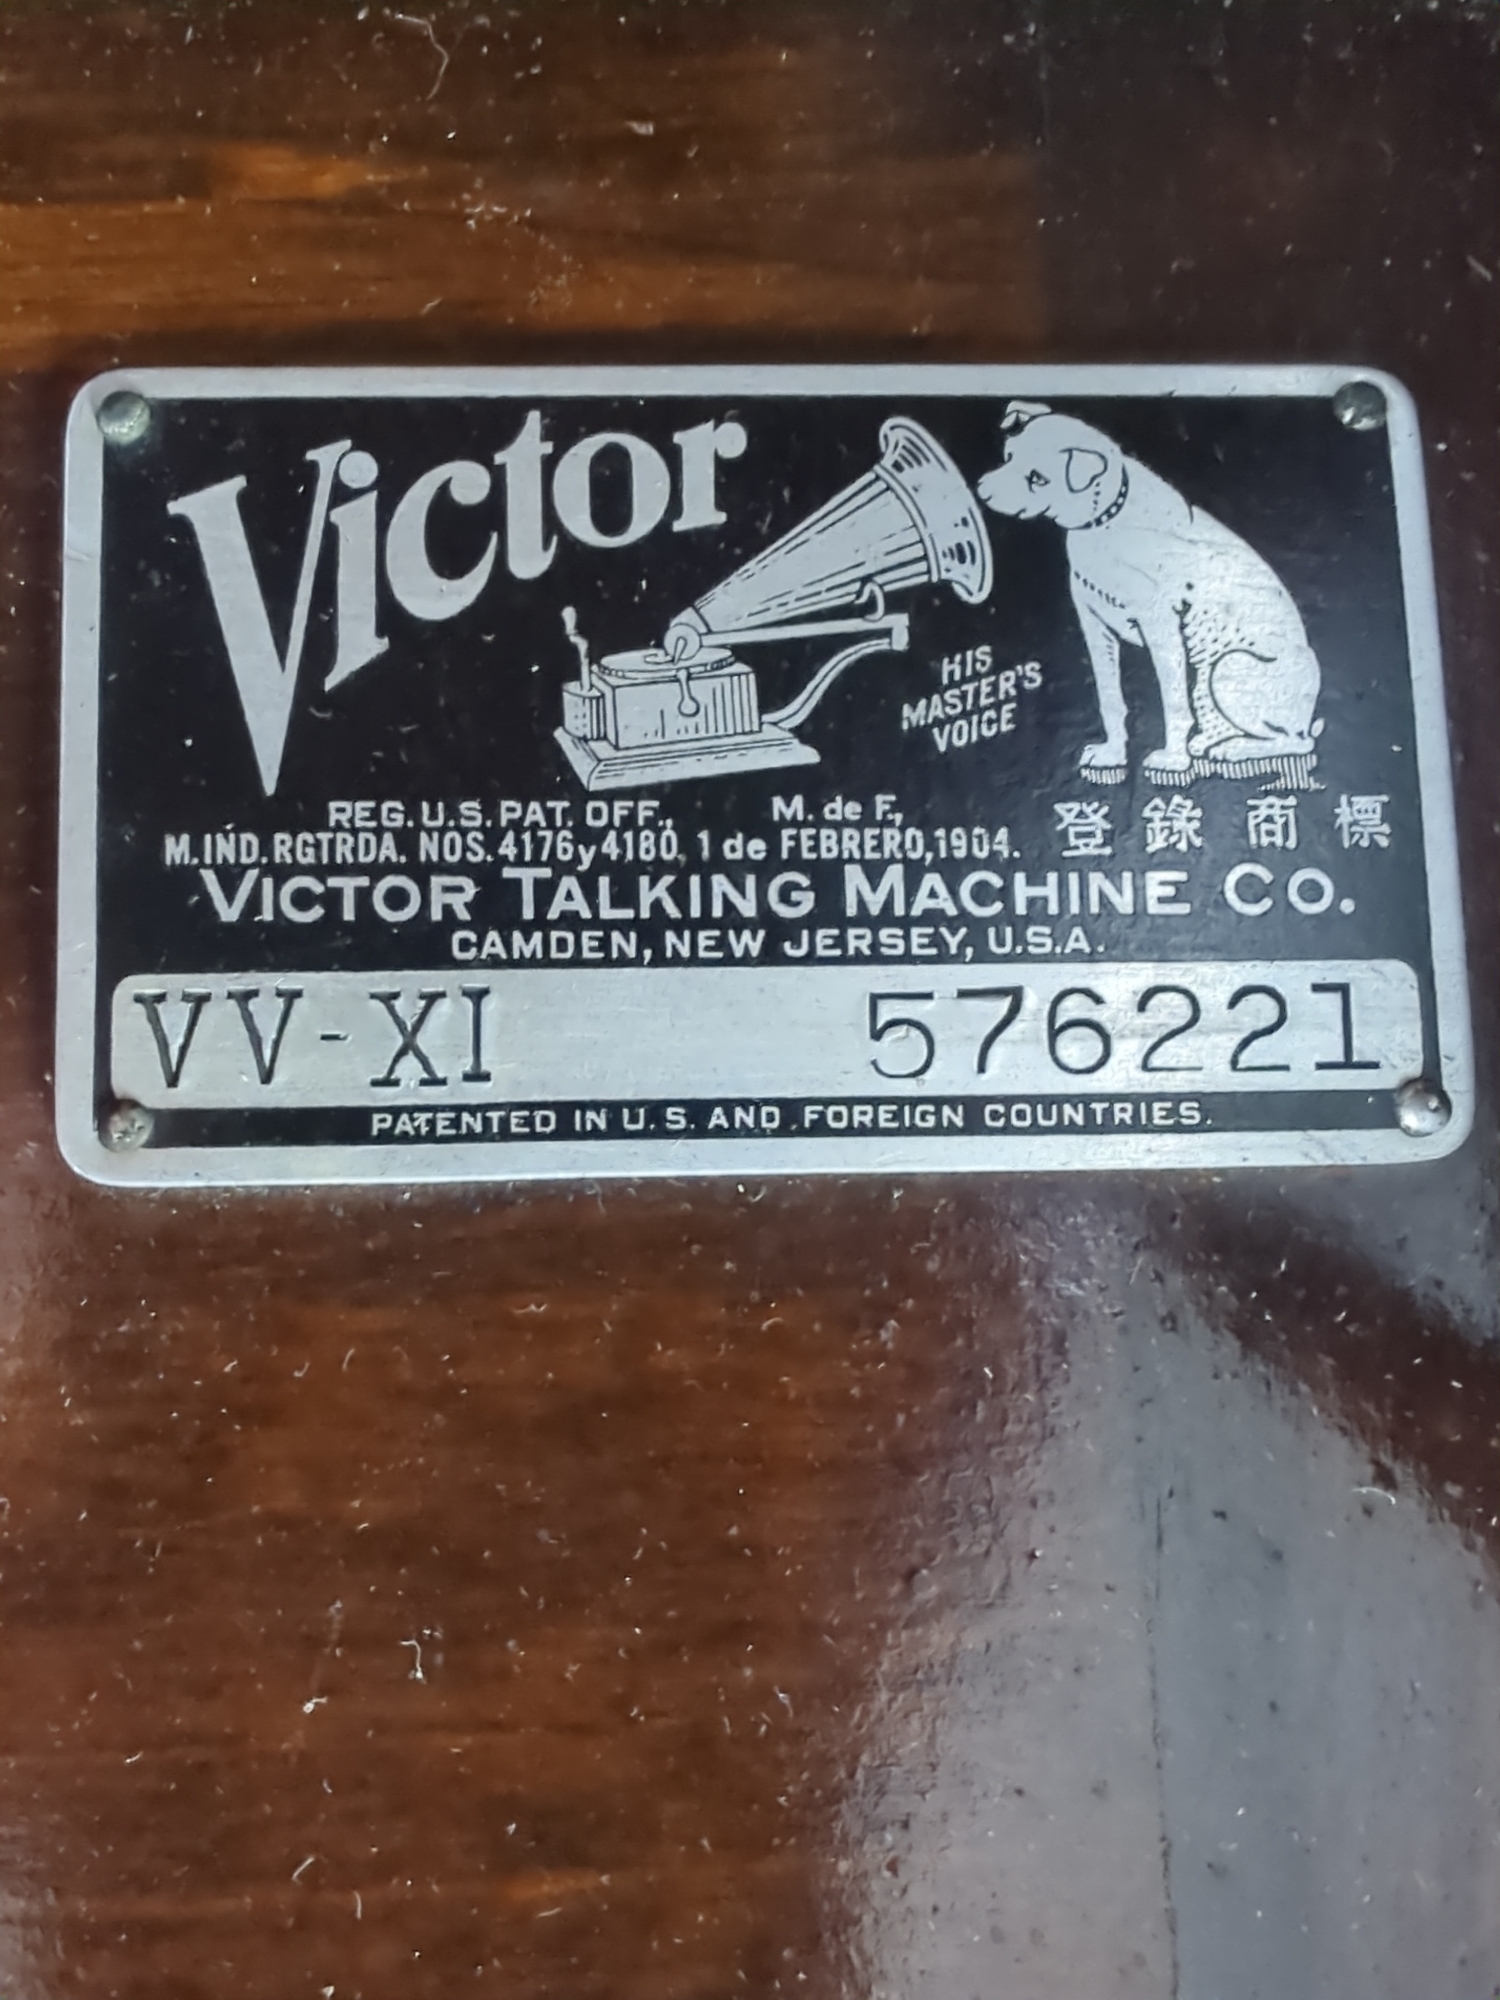 Victor
HIS
MASTER'S
VOICE
REG. U.S. PAT. OFF., M. de F.,
M. IND. RGTRDA. NOS. 4176 y 4180, 1 de FEBRERO, 1904.
登錄商標
VICTOR TALKING MACHINE CO.
CAMDEN, NEW JERSEY, U.S.A.
VV-XI 576221
PATENTED IN U.S. AND FOREIGN COUNTRIES.